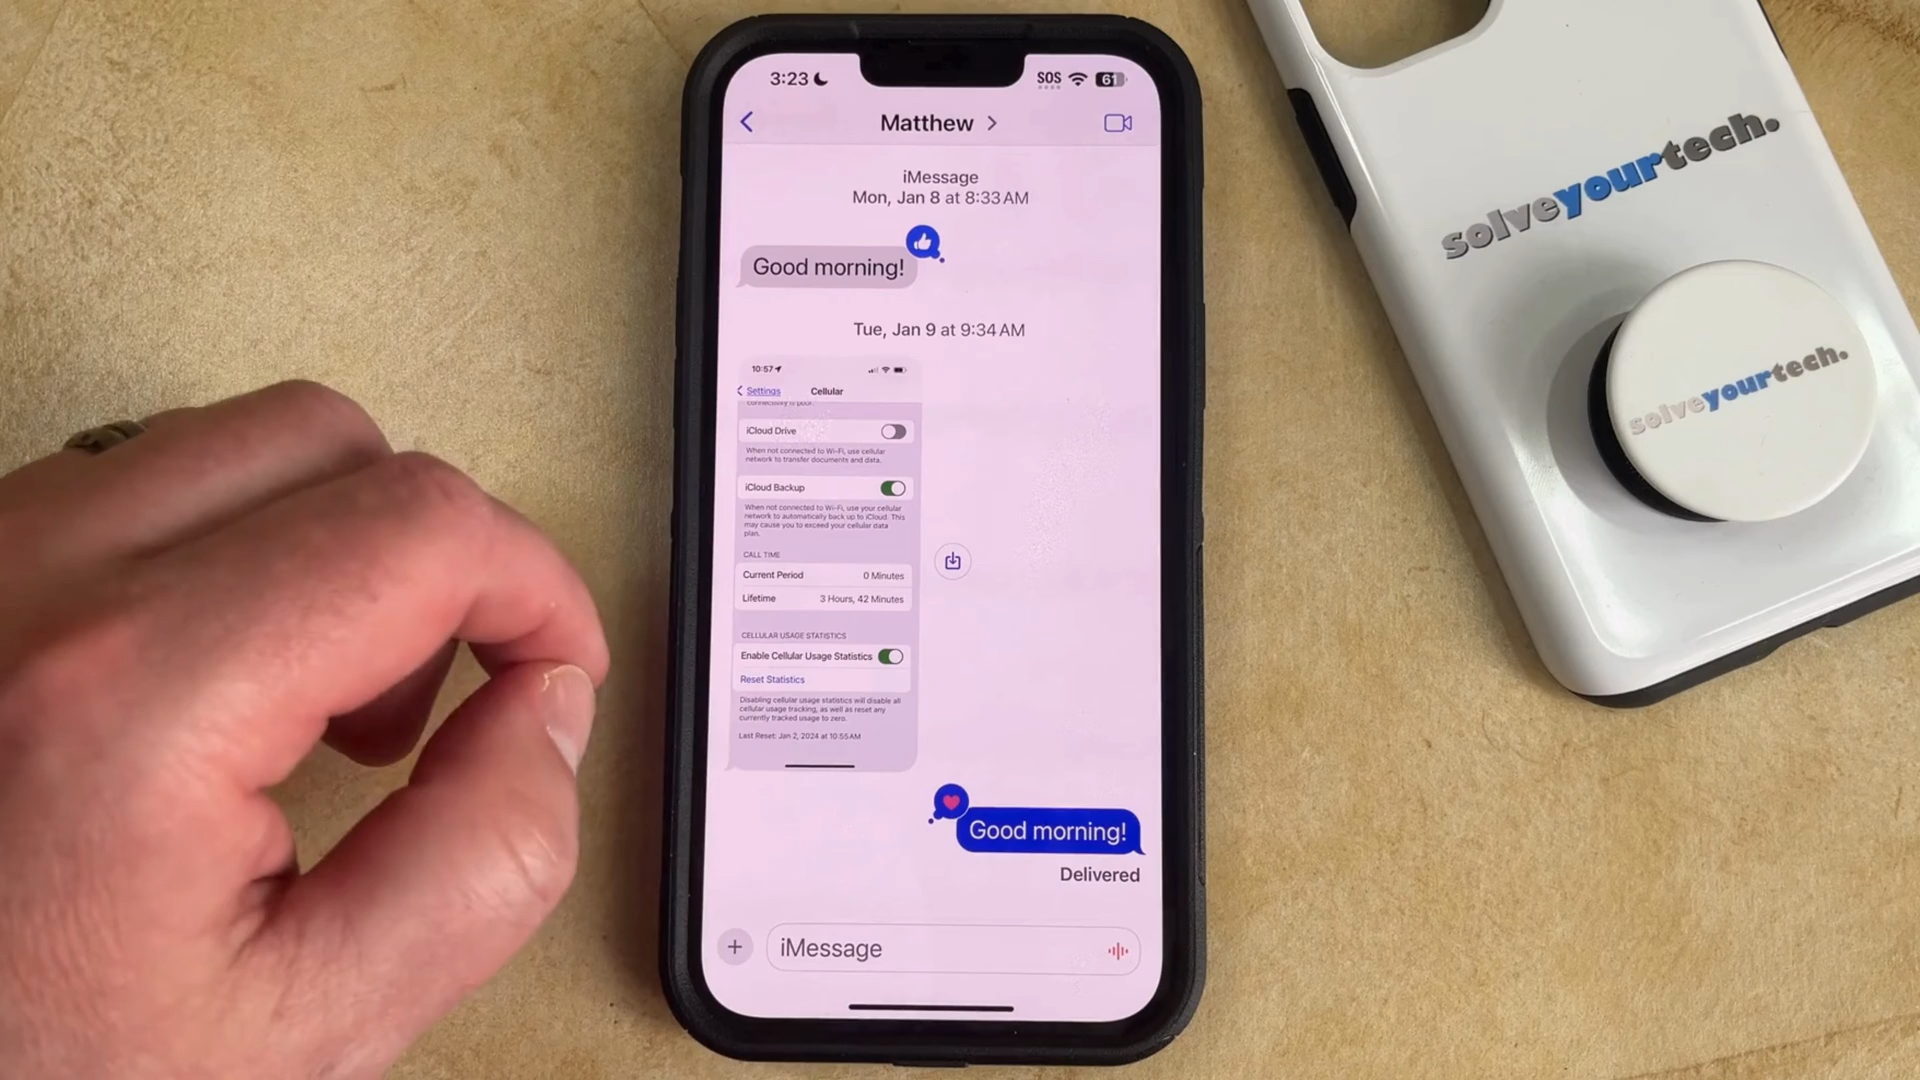 3:23
SOS
61
Matthew
iMessage
Mon, Jan 8 at 8:33 AM
Good morning!
Tue, Jan 9 at 9:34 AM
10:57
Settings
Cellular
connectivity is poor.
iCloud Drive
When not connected to Wi-Fi, use cellular
network to transfer documents and data.
iCloud Backup
When not connected to Wi-Fi, use your cellular
network to automatically back up to iCloud. This
may cause you to exceed your cellular data
plan.
CALL TIME
Current Period 0 Minutes
Lifetime 3 Hours, 42 Minutes
CELLULAR USAGE STATISTICS
Enable Cellular Usage Statistics
Reset Statistics
Disabling cellular usage statistics will disable all
cellular usage tracking, as well as reset any
currently tracked usage to zero.
Last Reset: Jan 2, 2024 at 10:55 AM
Good morning!
Delivered
iMessage
solveyourtech.
solveyourtech.